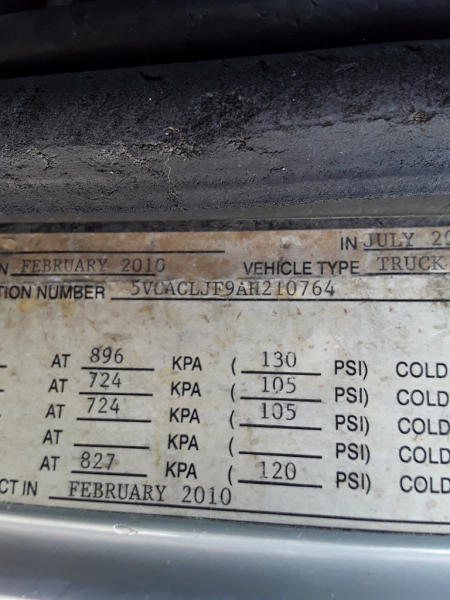 IN JULY 20
N FEBRUARY 2010 VEHICLE TYPE TRUCK
TION NUMBER 5VCACLJF9AH210764
AT 896 KPA ( 130 PSI) COLD
AT 724 KPA ( 105 PSI) COLD
AT 724 KPA ( 105 PSI) COLD
AT KPA ( PSI) COLD
AT 827 KPA ( 120 PSI) COLD
CT IN FEBRUARY 2010